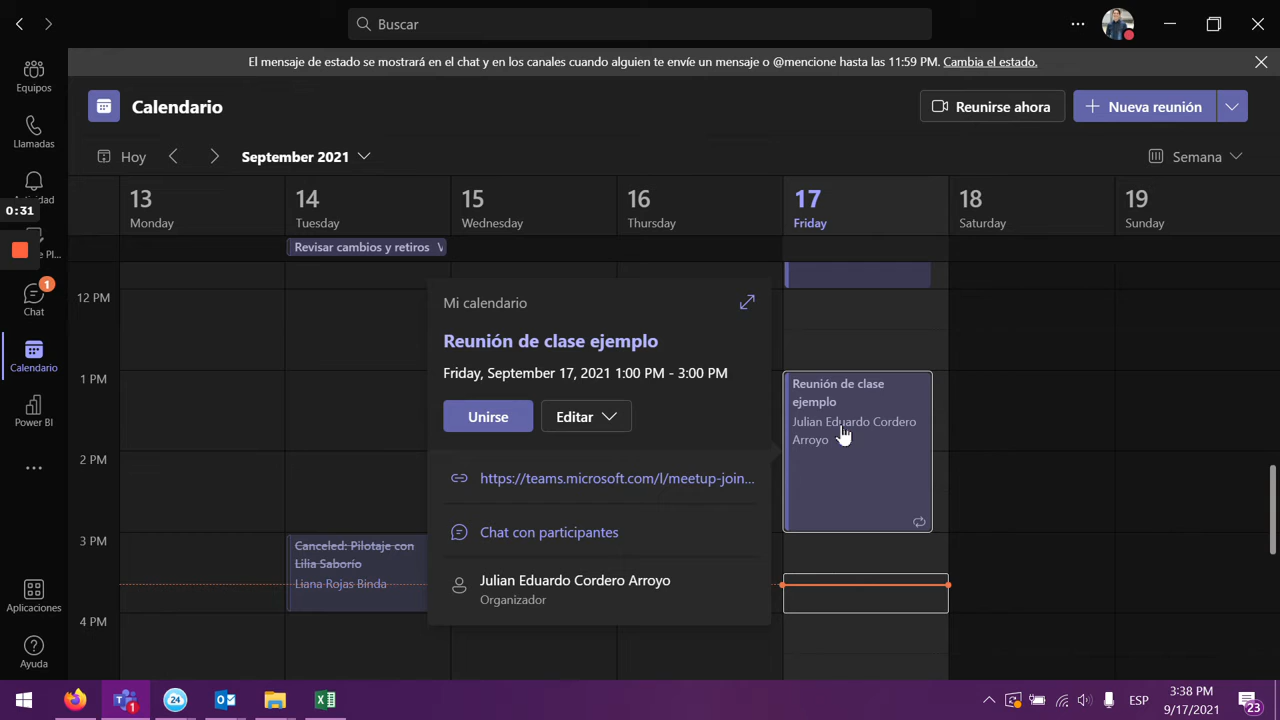 Buscar
El mensaje de estado se mostrará en el chat y en los canales cuando alguien te envíe un mensaje o @mencione hasta las 11:59 PM. Cambia el estado.
Equipos
Llamadas
0:31
Chat
1
Calendario
Power BI
Aplicaciones
Ayuda
Calendario
Reunirse ahora
Nueva reunión
Hoy
September 2021
Semana
13
Monday
14
Tuesday
15
Wednesday
16
Thursday
17
Friday
18
Saturday
19
Sunday
Revisar cambios y retiros
12 PM
1 PM
2 PM
3 PM
4 PM
Canceled: Pilotaje con
Lilia Saborío
Liana Rojas Binda
Mi calendario
Reunión de clase ejemplo
Friday, September 17, 2021 1:00 PM - 3:00 PM
Unirse
Editar
https://teams.microsoft.com/l/meetup-join...
Chat con participantes
Julian Eduardo Cordero Arroyo
Organizador
Reunión de clase
ejemplo
Julian Eduardo Cordero
Arroyo
1
24
ESP
3:38 PM
9/17/2021
23